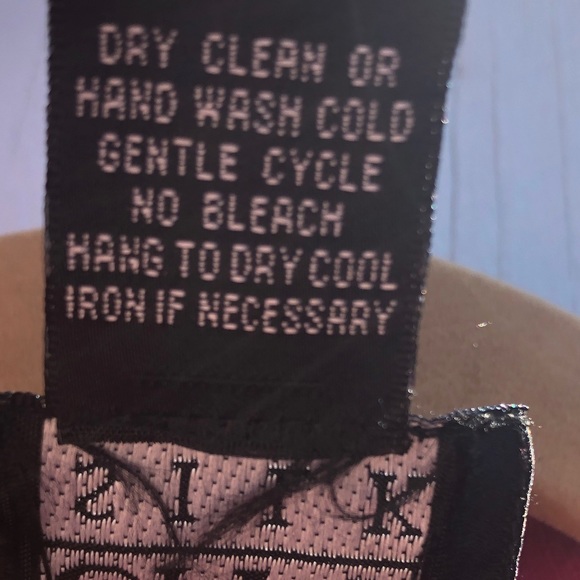 DRY CLEAN OR
HAND WASH COLD
GENTLE CYCLE
NO BLEACH
HANG TO DRY COOL
IRON IF NECESSARY